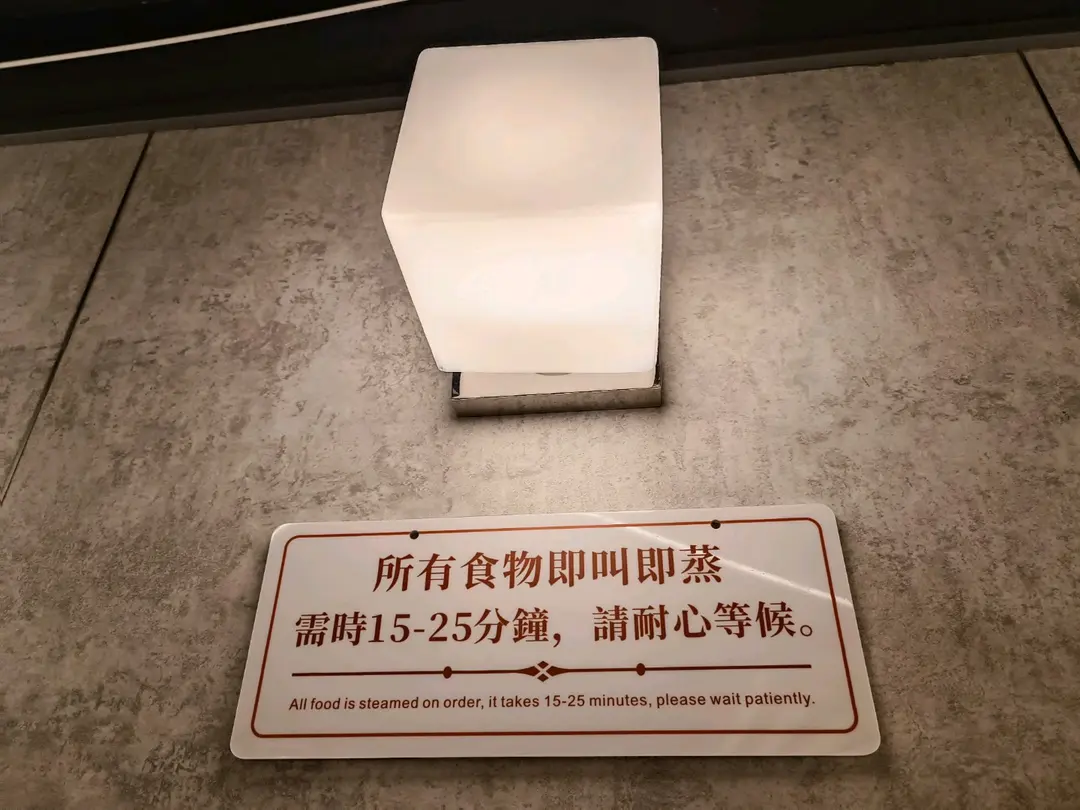 所有食物即叫即蒸
需時15-25分鐘，請耐心等候。
All food is steamed on order, it takes 15-25 minutes, please wait patiently.